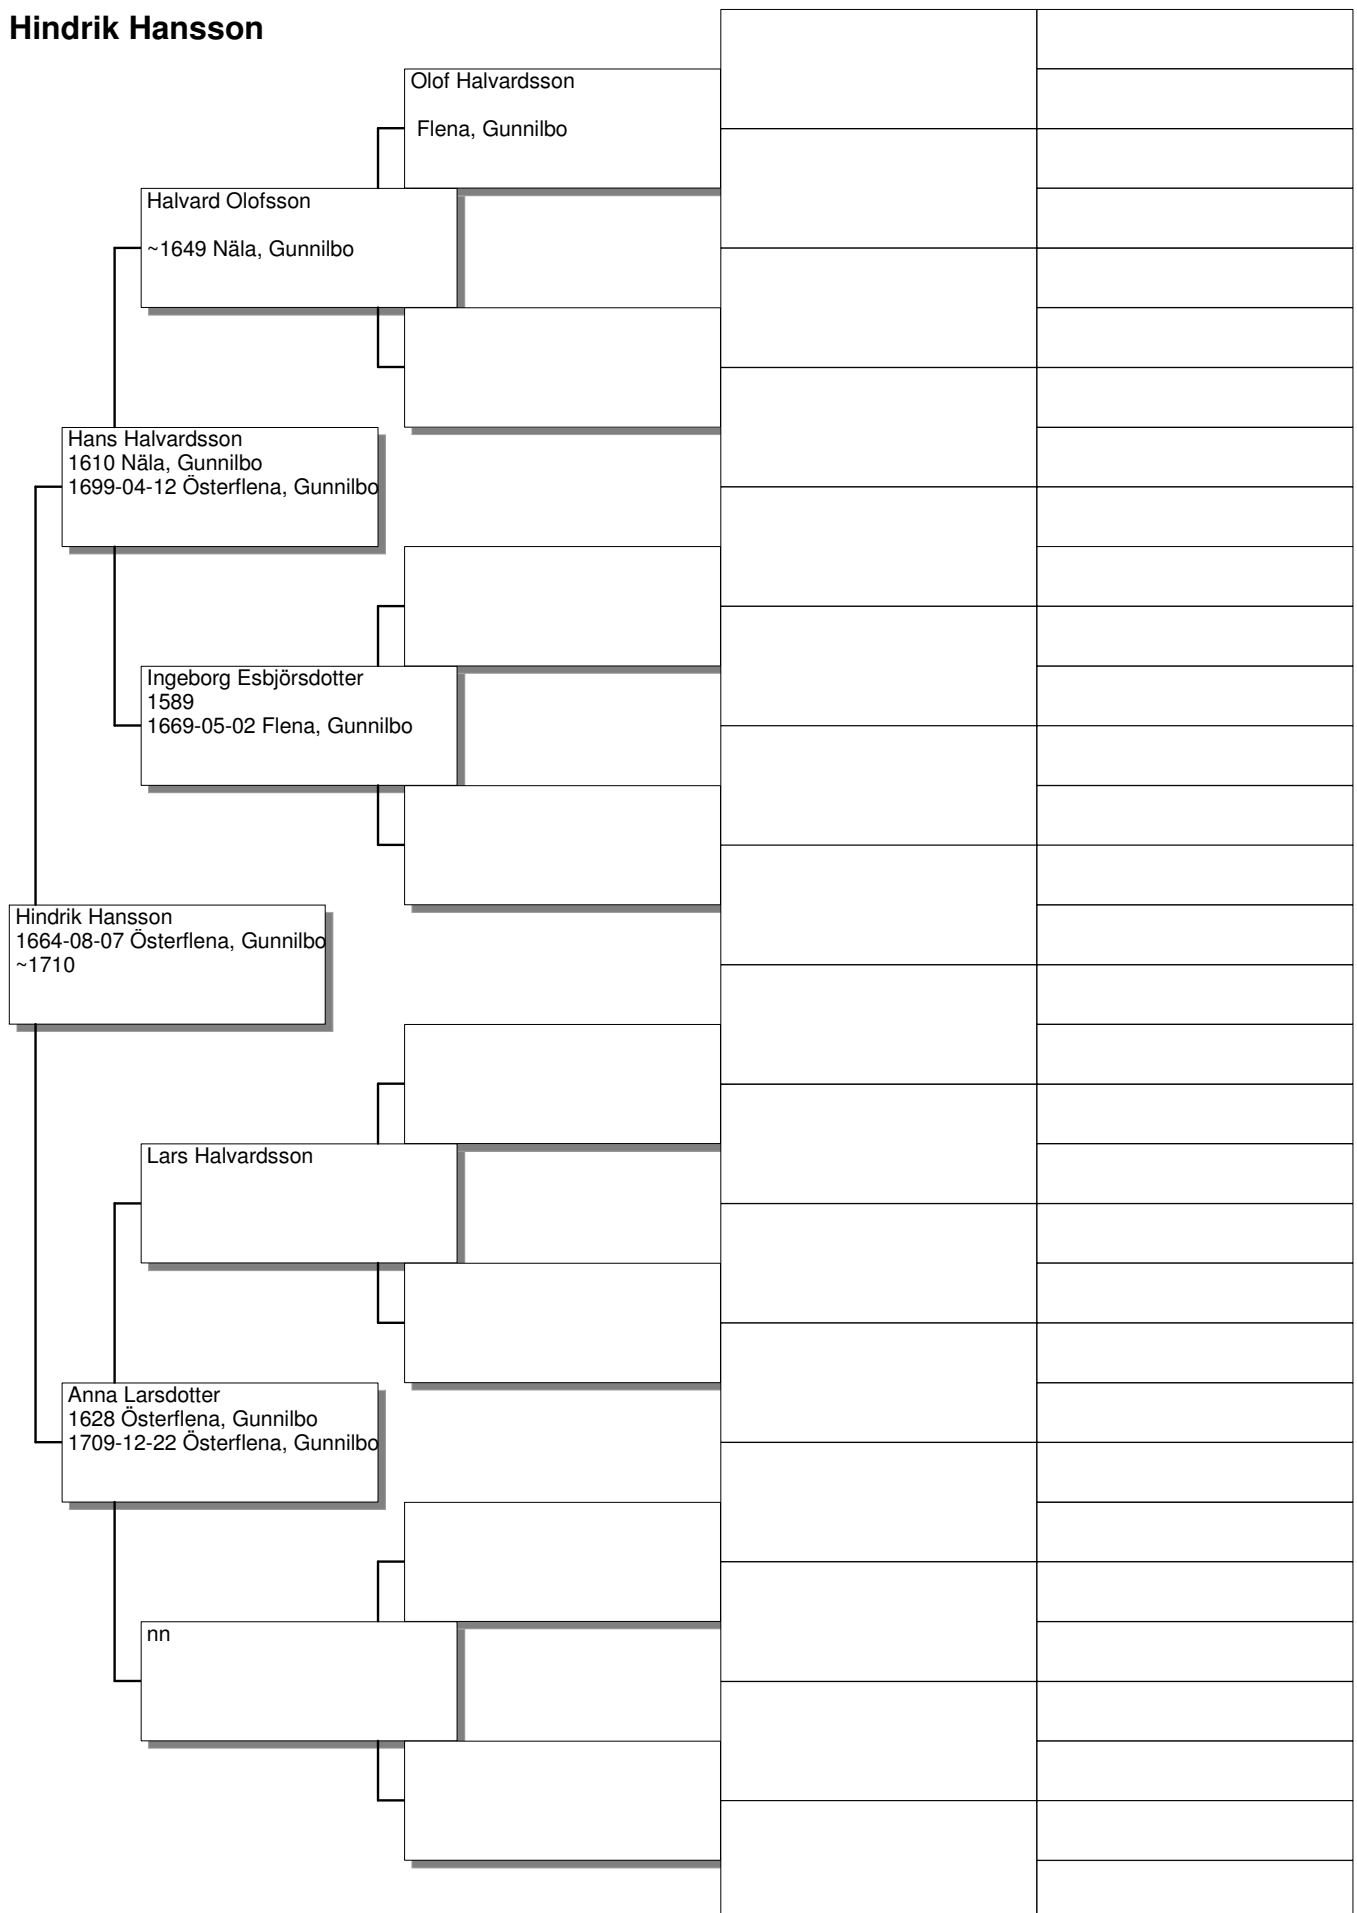 Hindrik Hansson
Olof Halvardsson
Flena, Gunnilbo
Halvard Olofsson
~1649 Näla, Gunnilbo
Hans Halvardsson
1610 Näla, Gunnilbo
1699-04-12 Österflena, Gunnilbo
Ingeborg Esbjörsdotter
1589
1669-05-02 Flena, Gunnilbo
Hindrik Hansson
1664-08-07 Österflena, Gunnilbo
~1710
Lars Halvardsson
Anna Larsdotter
1628 Österflena, Gunnilbo
1709-12-22 Österflena, Gunnilbo
nn